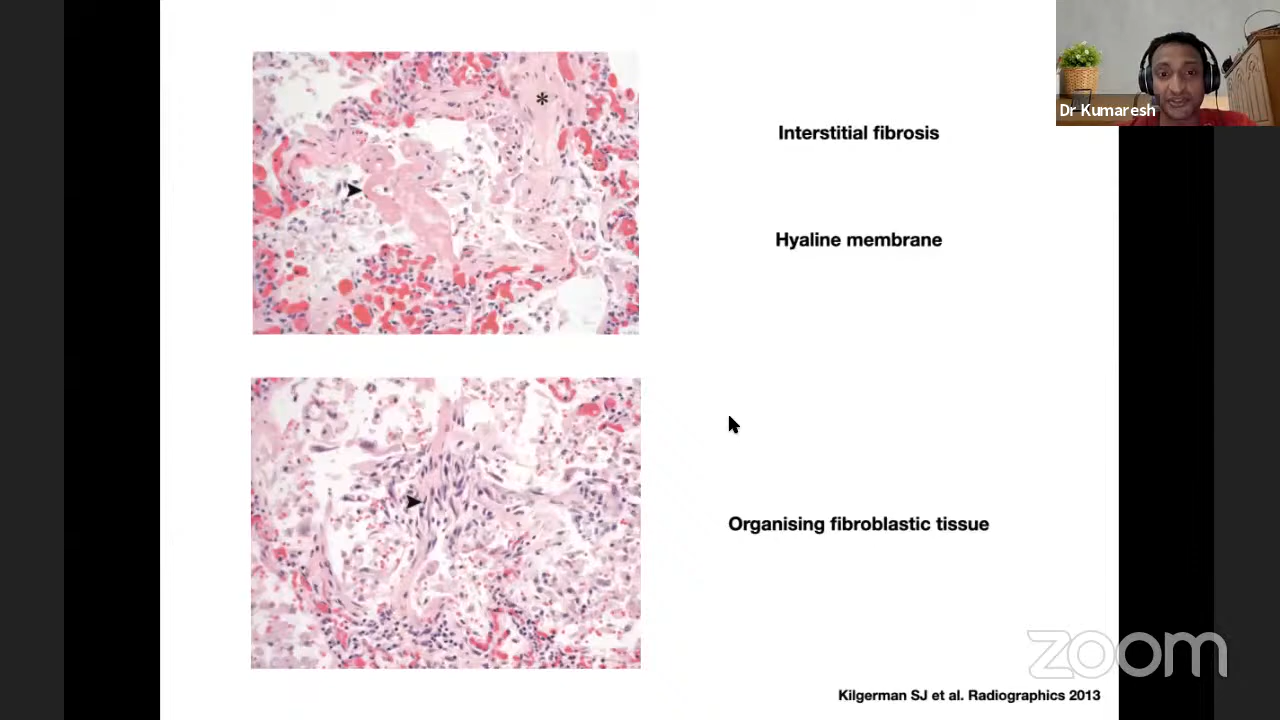 Dr Kumaresh
*
Interstitial fibrosis
Hyaline membrane
Organising fibroblastic tissue
zoom
Kilgerman SJ et al. Radiographics 2013